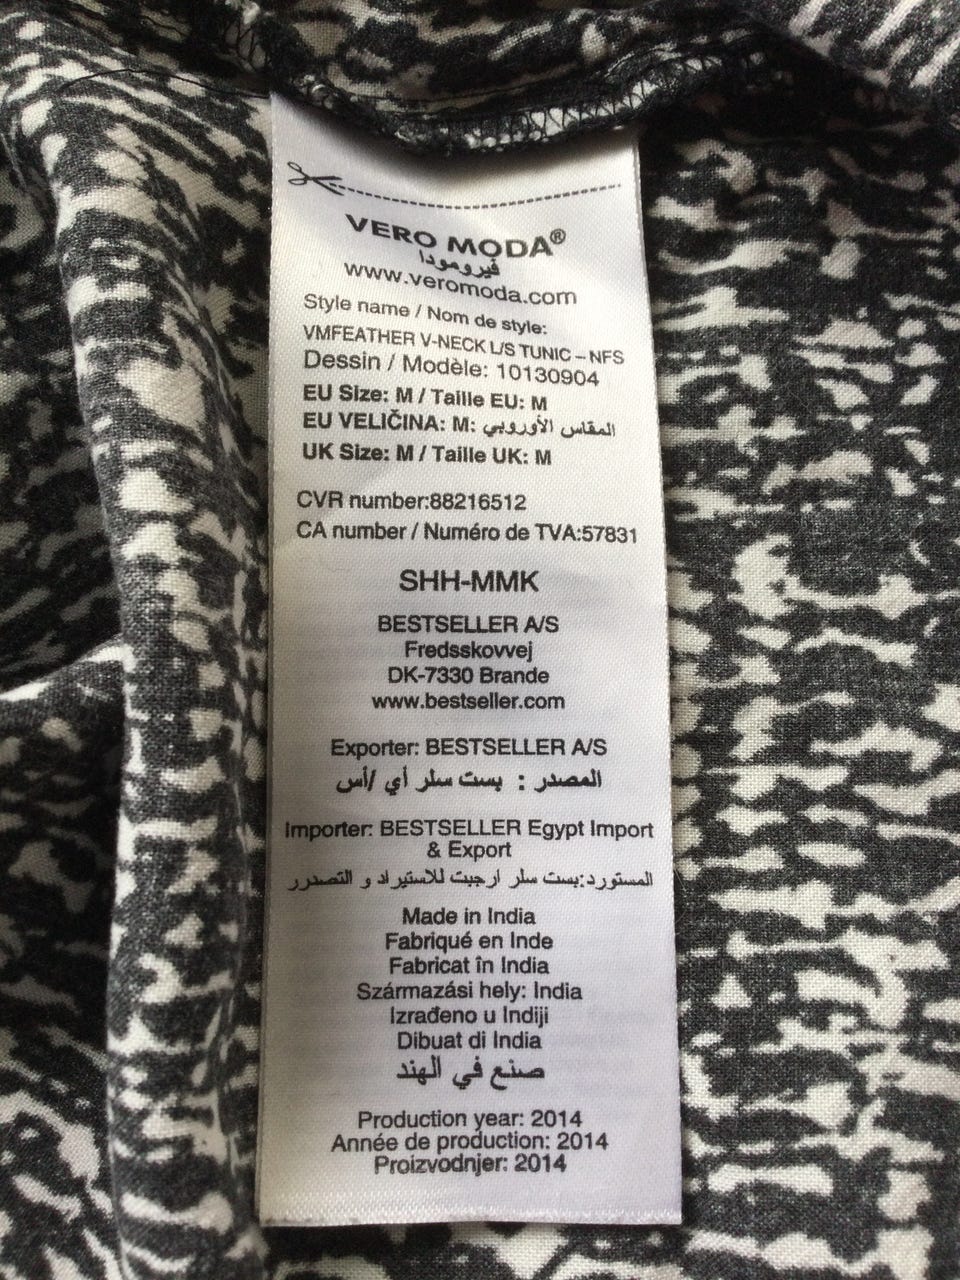 VERO MODA®
فيرومودا
www.veromoda.com
Style name / Nom de style:
VMFEATHER V-NECK L/S TUNIC – NFS
Dessin / Modèle: 10130904
EU Size: M / Taille EU: M
EU VELIČINA: M: المقاس الأوروبي
UK Size: M / Taille UK: M
CVR number:88216512
CA number / Numéro de TVA:57831
SHH-MMK
BESTSELLER A/S
Fredsskovvej
DK-7330 Brande
www.bestseller.com
Exporter: BESTSELLER A/S
المصدر : بست سلر أي /أس
Importer: BESTSELLER Egypt Import
& Export
المستورد:بست سلر ارجبت للاستيراد و التصدرر
Made in India
Fabriqué en Inde
Fabricat în India
Származási hely: India
Izrađeno u Indiji
Dibuat di India
صنع في الهند
Production year: 2014
Année de production: 2014
Proizvodnjer: 2014